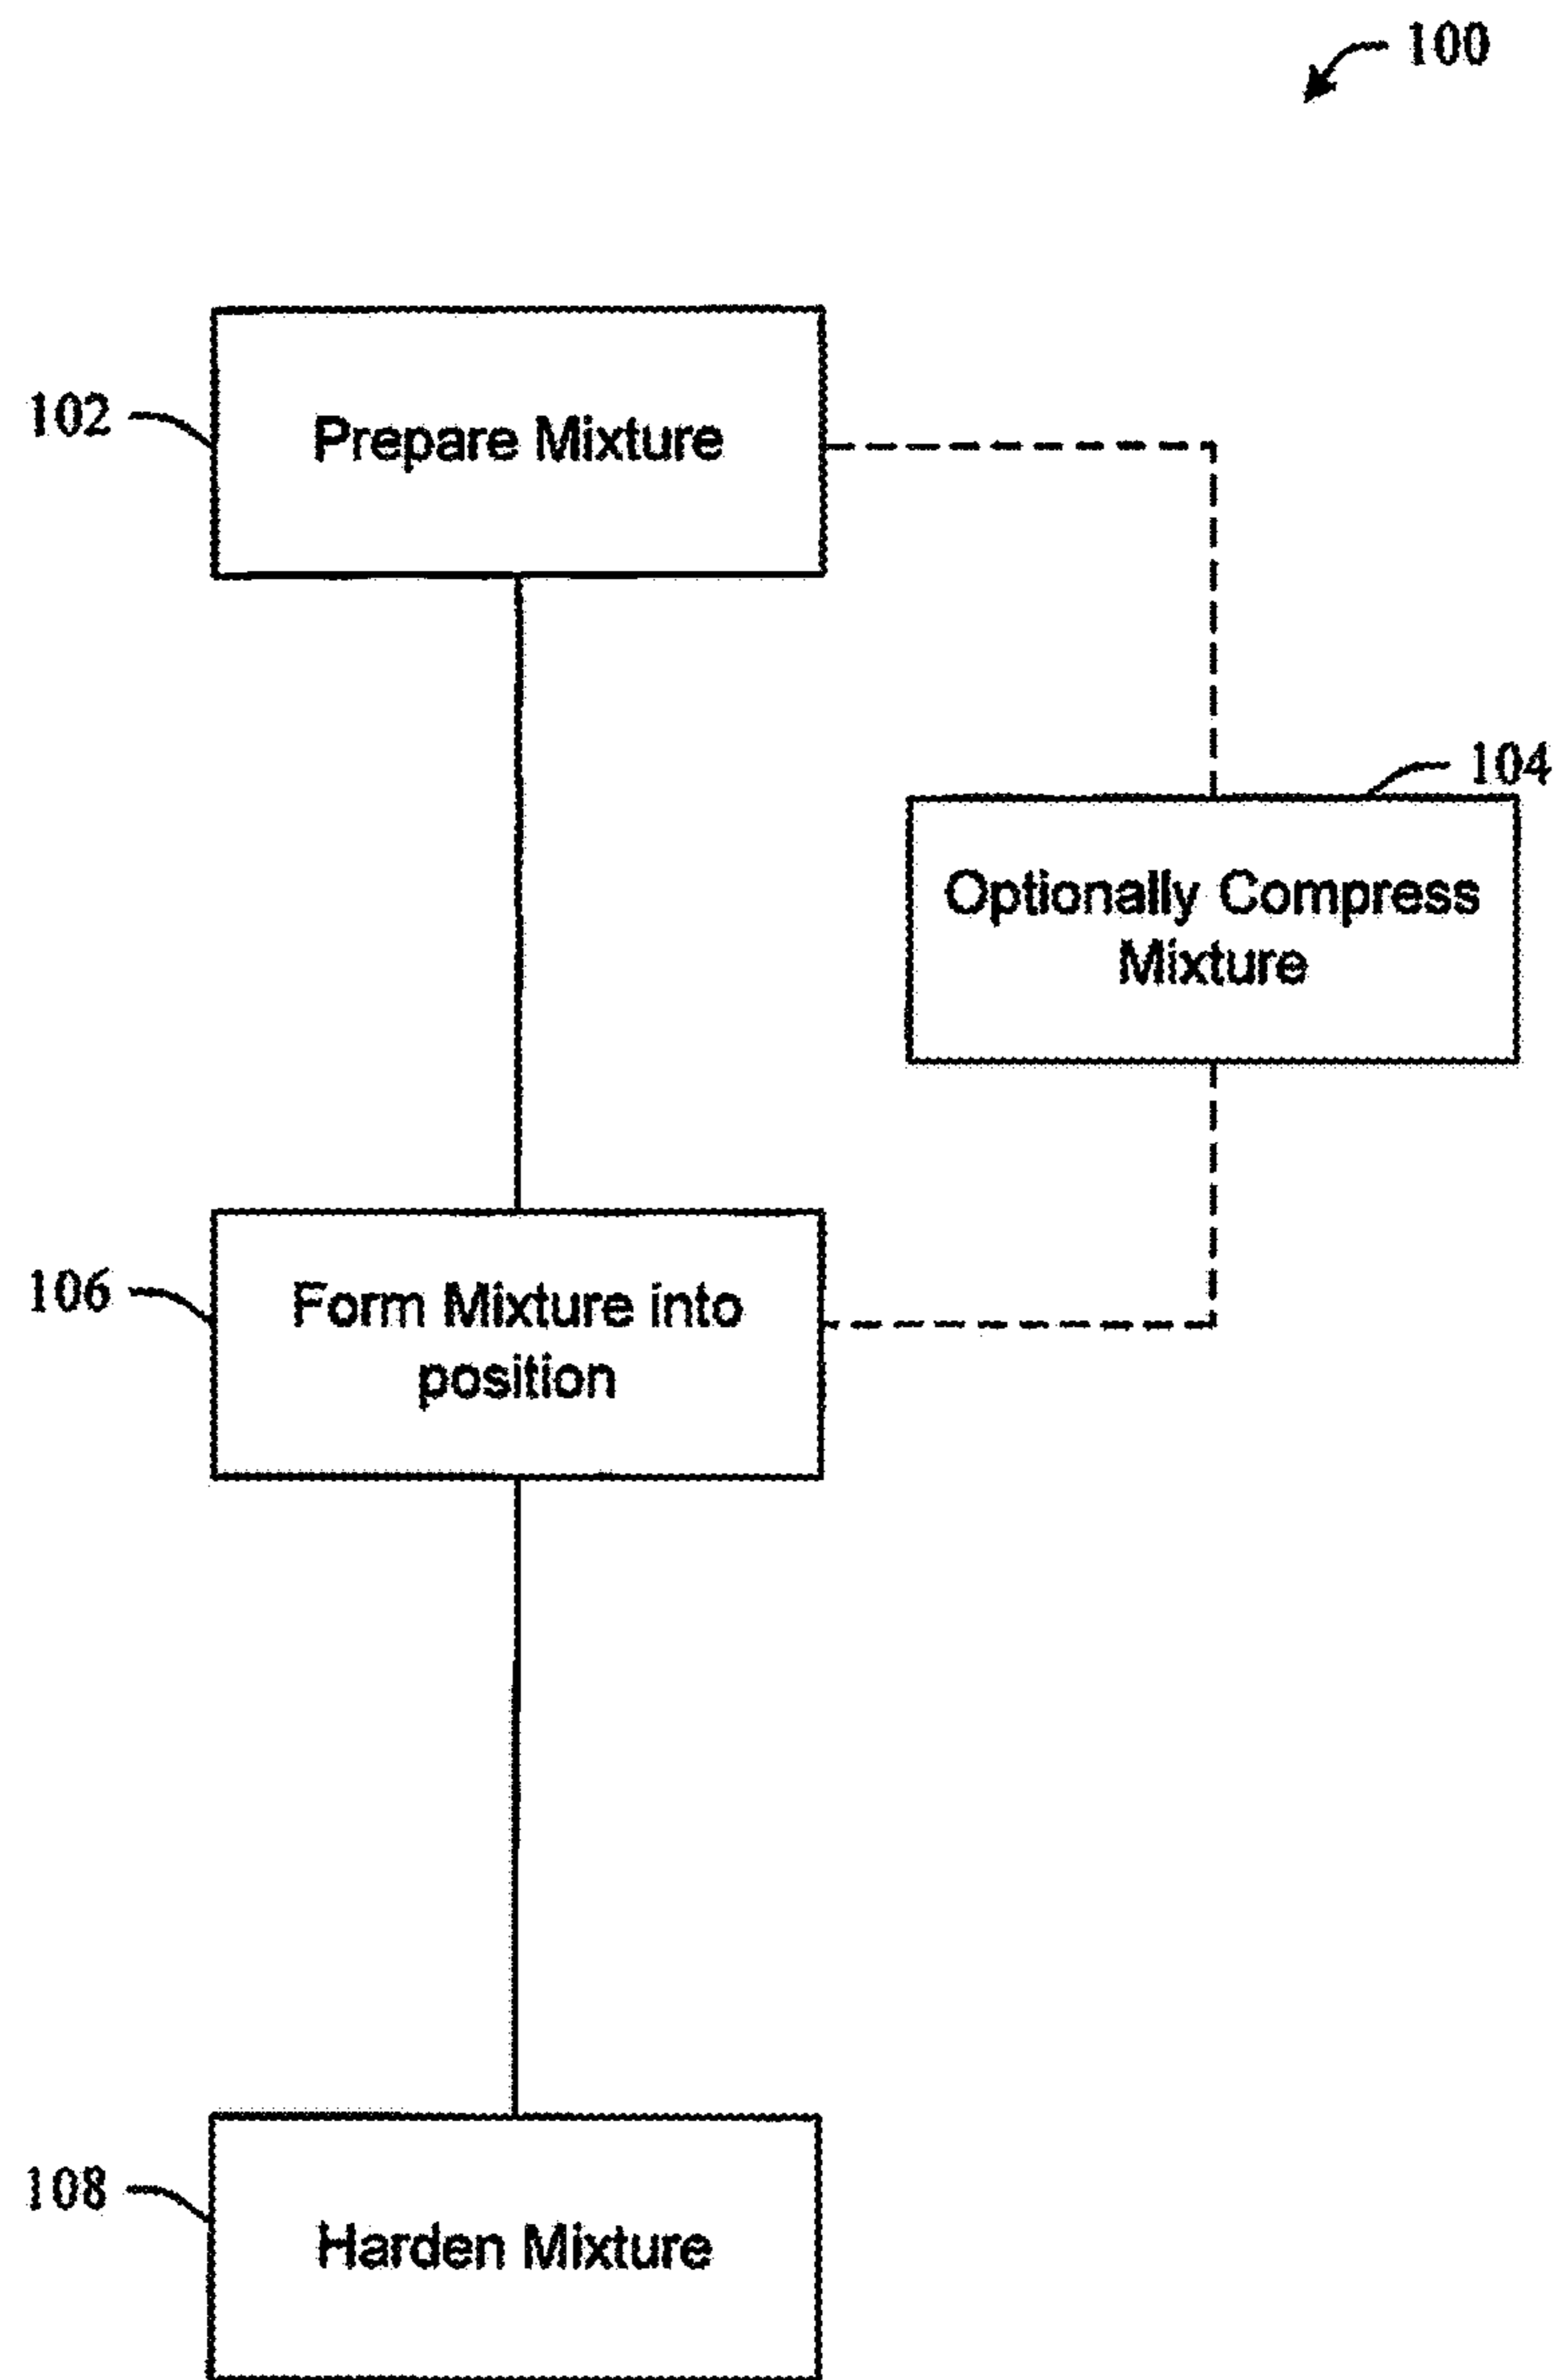 100
102
Prepare Mixture
104
Optionally Compress
Mixture
106
Form Mixture into
position
108
Harden Mixture